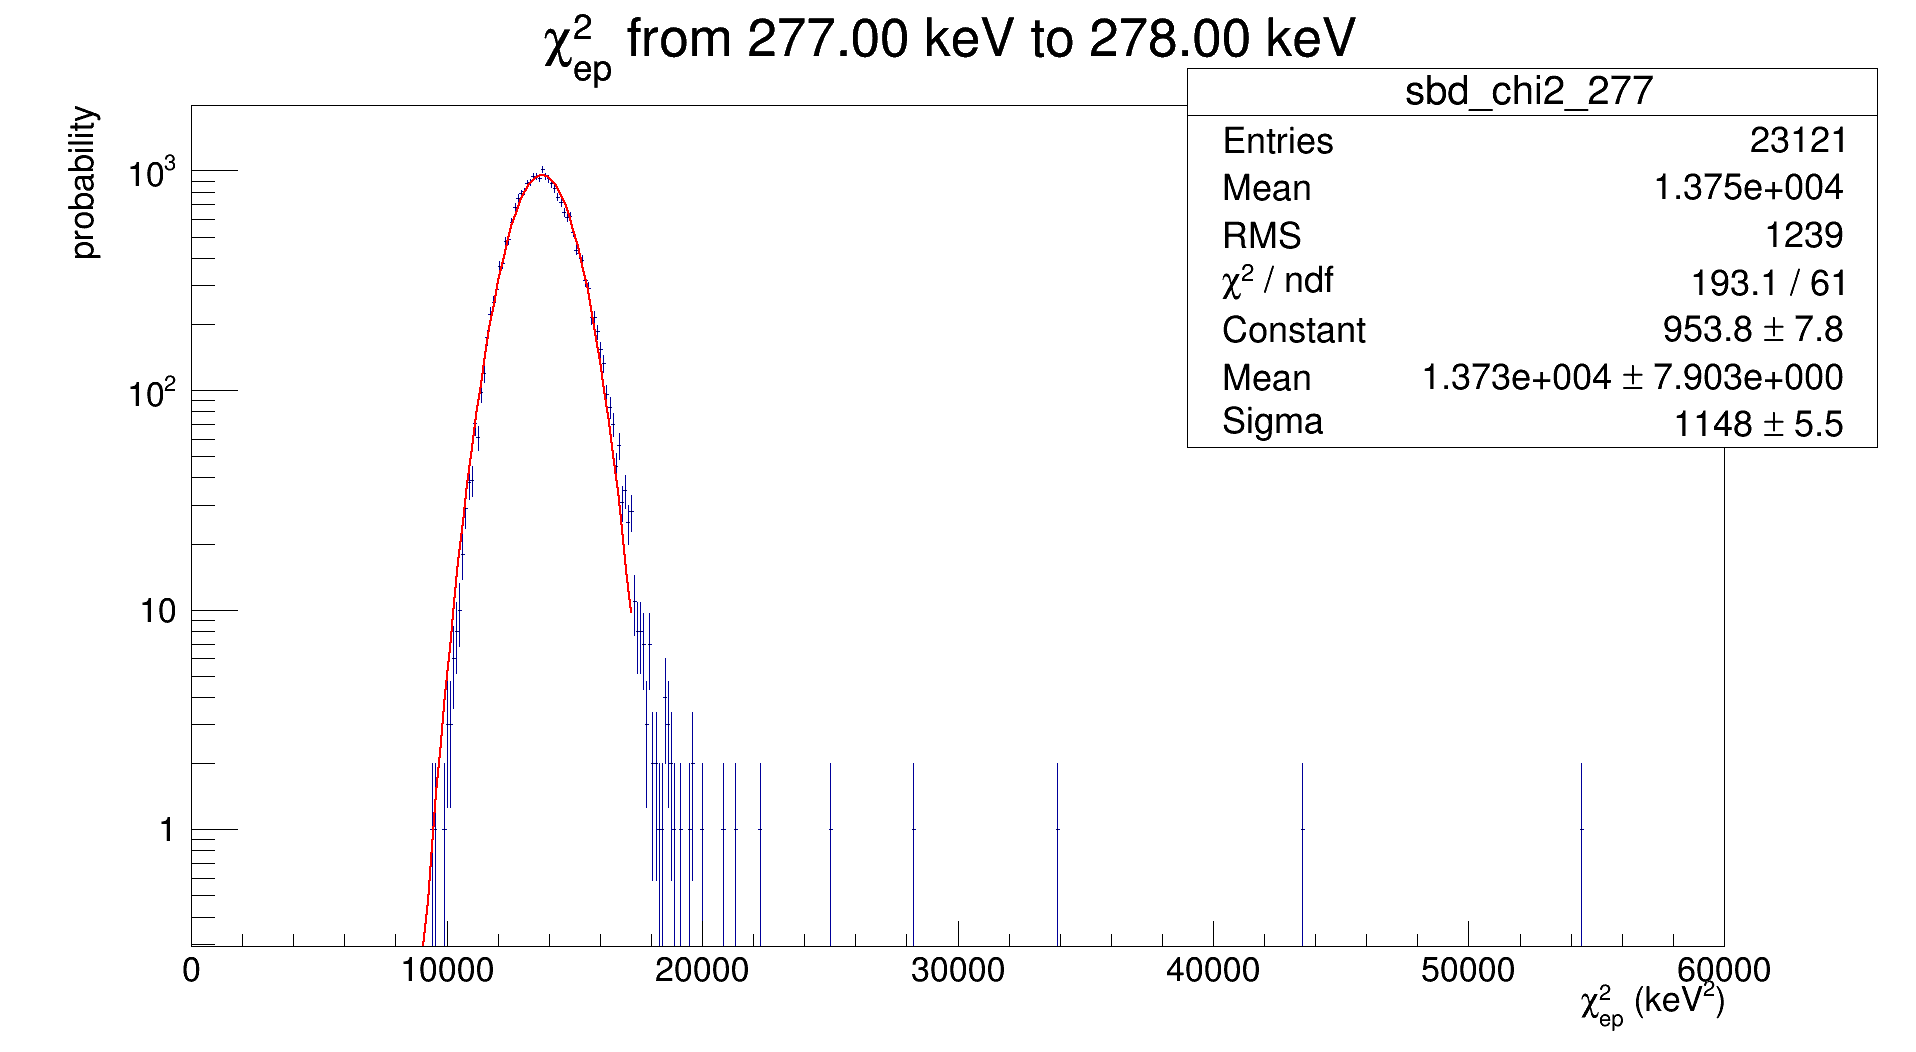 χ²ep from 277.00 keV to 278.00 keV
sbd_chi2_277
Entries 23121
Mean 1.375e+004
RMS 1239
χ² / ndf 193.1 / 61
Constant 953.8 ± 7.8
Mean 1.373e+004 ± 7.903e+000
Sigma 1148 ± 5.5
probability
10³
10²
10
1
0 10000 20000 30000 40000 50000 60000
χ²ep (keV²)